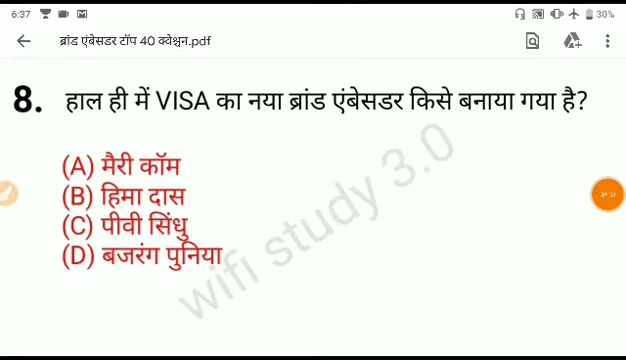 6:37
30%
ब्रांड एंबेसडर टॉप 40 क्वेश्चन.pdf
8. हाल ही में VISA का नया ब्रांड एंबेसडर किसे बनाया गया है?
(A) मैरी कॉम
(B) हिमा दास
(C) पीवी सिंधु
(D) बजरंग पुनिया
wifi study 3.0